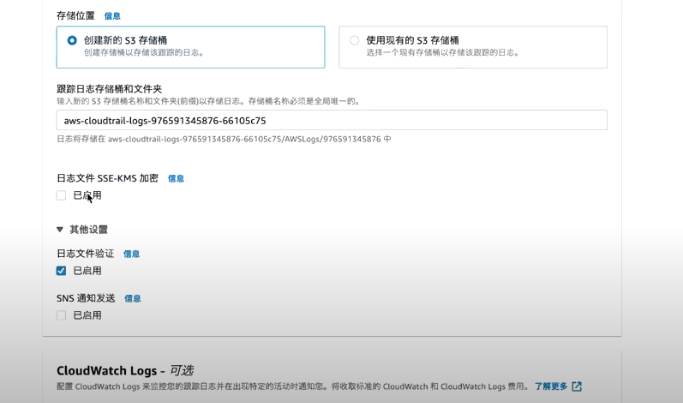 存储位置 信息
创建新的 S3 存储桶
创建存储桶以存储该跟踪的日志。
使用现有的 S3 存储桶
选择一个现有存储桶以存储该跟踪的日志。
跟踪日志存储桶和文件夹
输入新的 S3 存储桶名称和文件夹(前缀)以存储日志。存储桶名称必须是全局唯一的。
aws-cloudtrail-logs-976591345876-66105c75
日志将存储在 aws-cloudtrail-logs-976591345876-66105c75/AWSLogs/976591345876 中
日志文件 SSE-KMS 加密 信息
已启用
其他设置
日志文件验证 信息
已启用
SNS 通知发送 信息
已启用
CloudWatch Logs - 可选
配置 CloudWatch Logs 来监控您的跟踪日志并在出现特定的活动时通知您。将收取标准的 CloudWatch 和 CloudWatch Logs 费用。 了解更多